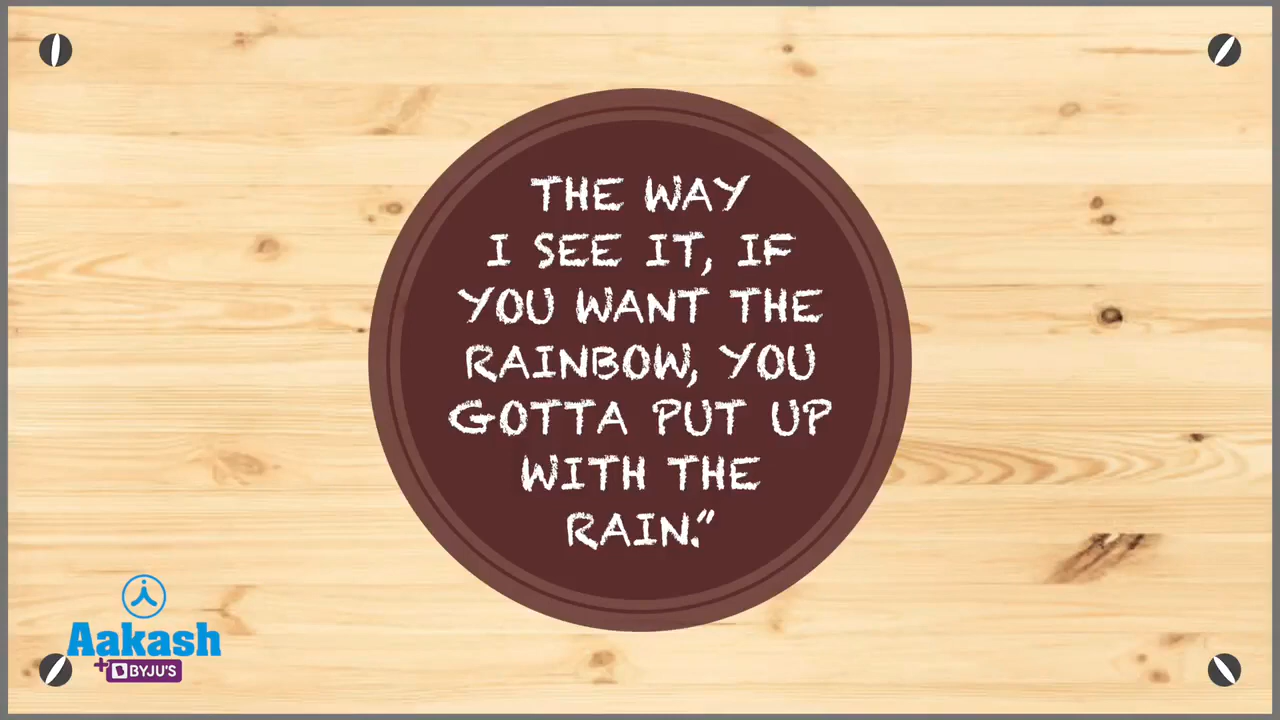 THE WAY
I SEE IT, IF
YOU WANT THE
RAINBOW, YOU
GOTTA PUT UP
WITH THE
RAIN.”
Aakash
+ BYJU'S